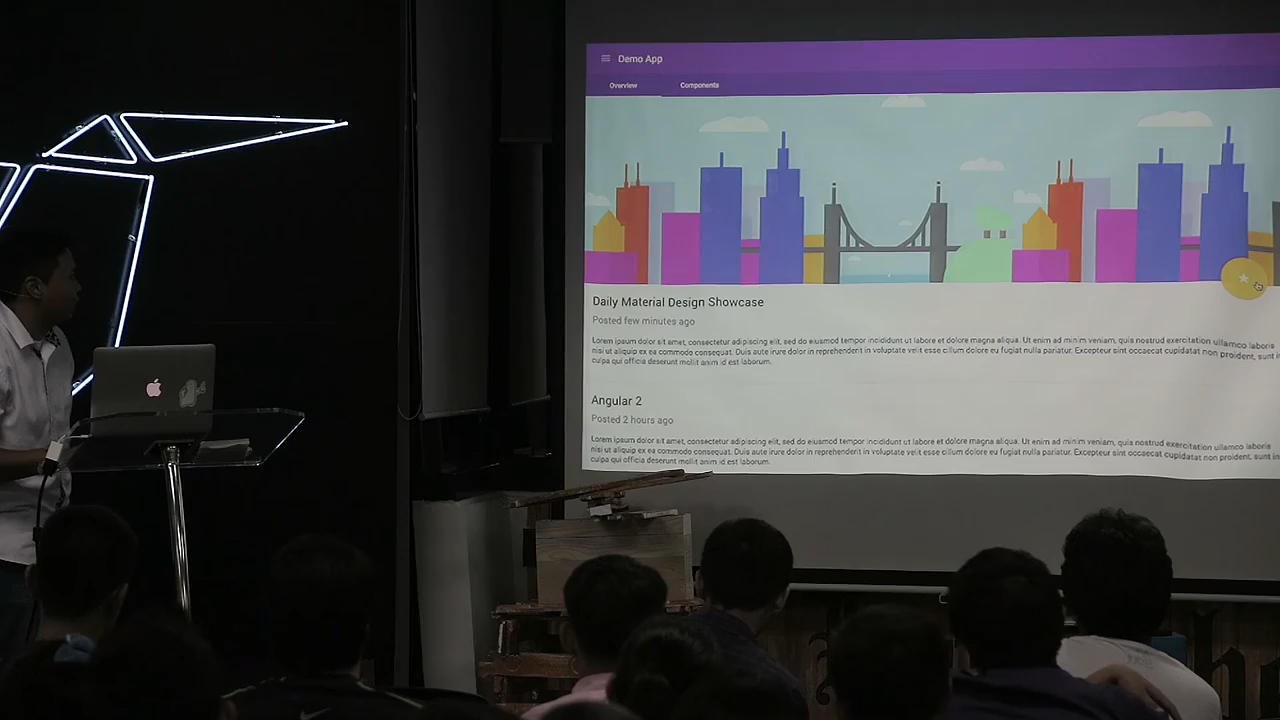 Demo App
Overview Components
Daily Material Design Showcase
Posted few minutes ago
Lorem ipsum dolor sit amet, consectetur adipiscing elit, sed do eiusmod tempor incididunt ut labore et dolore magna aliqua. Ut enim ad minim veniam, quis nostrud exercitation ullamco laboris
nisi ut aliquip ex ea commodo consequat. Duis aute irure dolor in reprehenderit in voluptate velit esse cillum dolore eu fugiat nulla pariatur. Excepteur sint occaecat cupidatat non proident, sunt in
culpa qui officia deserunt mollit anim id est laborum.
Angular 2
Posted 2 hours ago
Lorem ipsum dolor sit amet, consectetur adipiscing elit, sed do eiusmod tempor incididunt ut labore et dolore magna aliqua. Ut enim ad minim veniam, quis nostrud exercitation ullamco laboris
nisi ut aliquip ex ea commodo consequat. Duis aute irure dolor in reprehenderit in voluptate velit esse cillum dolore eu fugiat nulla pariatur. Excepteur sint occaecat cupidatat non proident, sunt in
culpa qui officia deserunt mollit anim id est laborum.